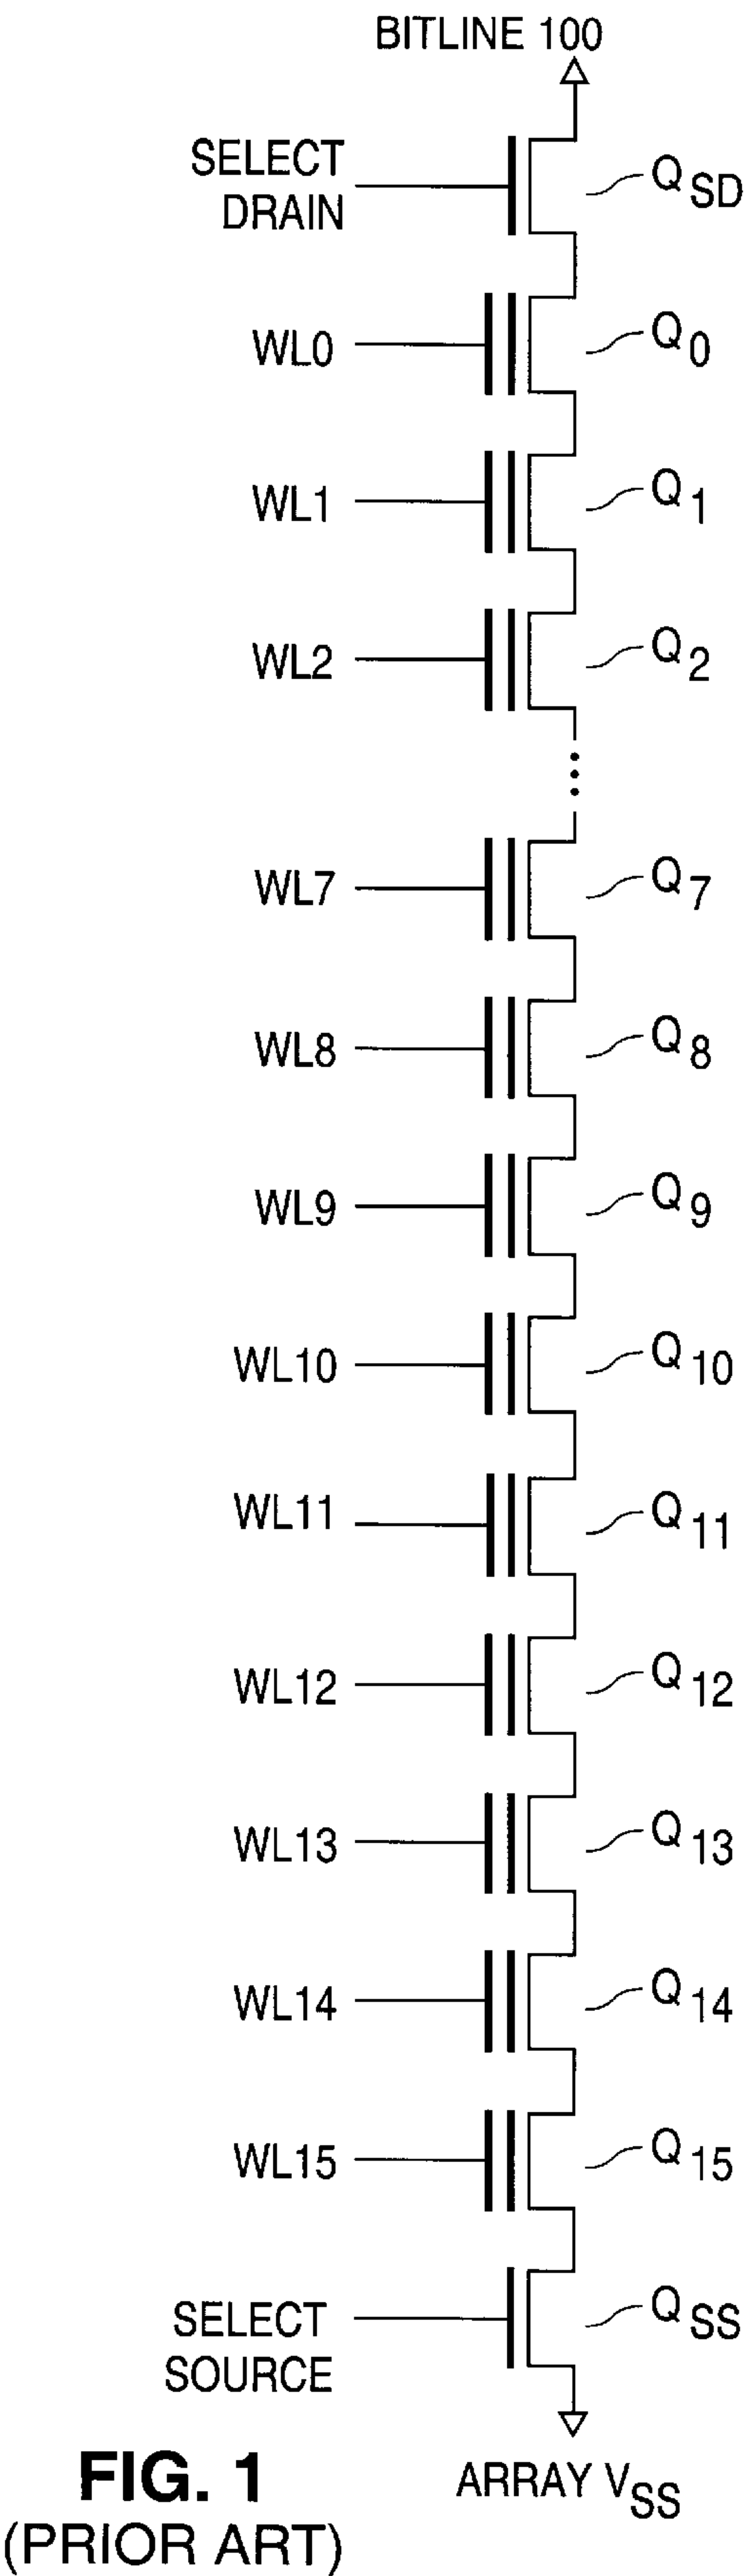 BITLINE 100
SELECT
DRAIN
Q SD
WL0
Q 0
WL1
Q 1
WL2
Q 2
WL7
Q 7
WL8
Q 8
WL9
Q 9
WL10
Q 10
WL11
Q 11
WL12
Q 12
WL13
Q 13
WL14
Q 14
WL15
Q 15
SELECT
SOURCE
Q SS
ARRAY VSS
FIG. 1
(PRIOR ART)